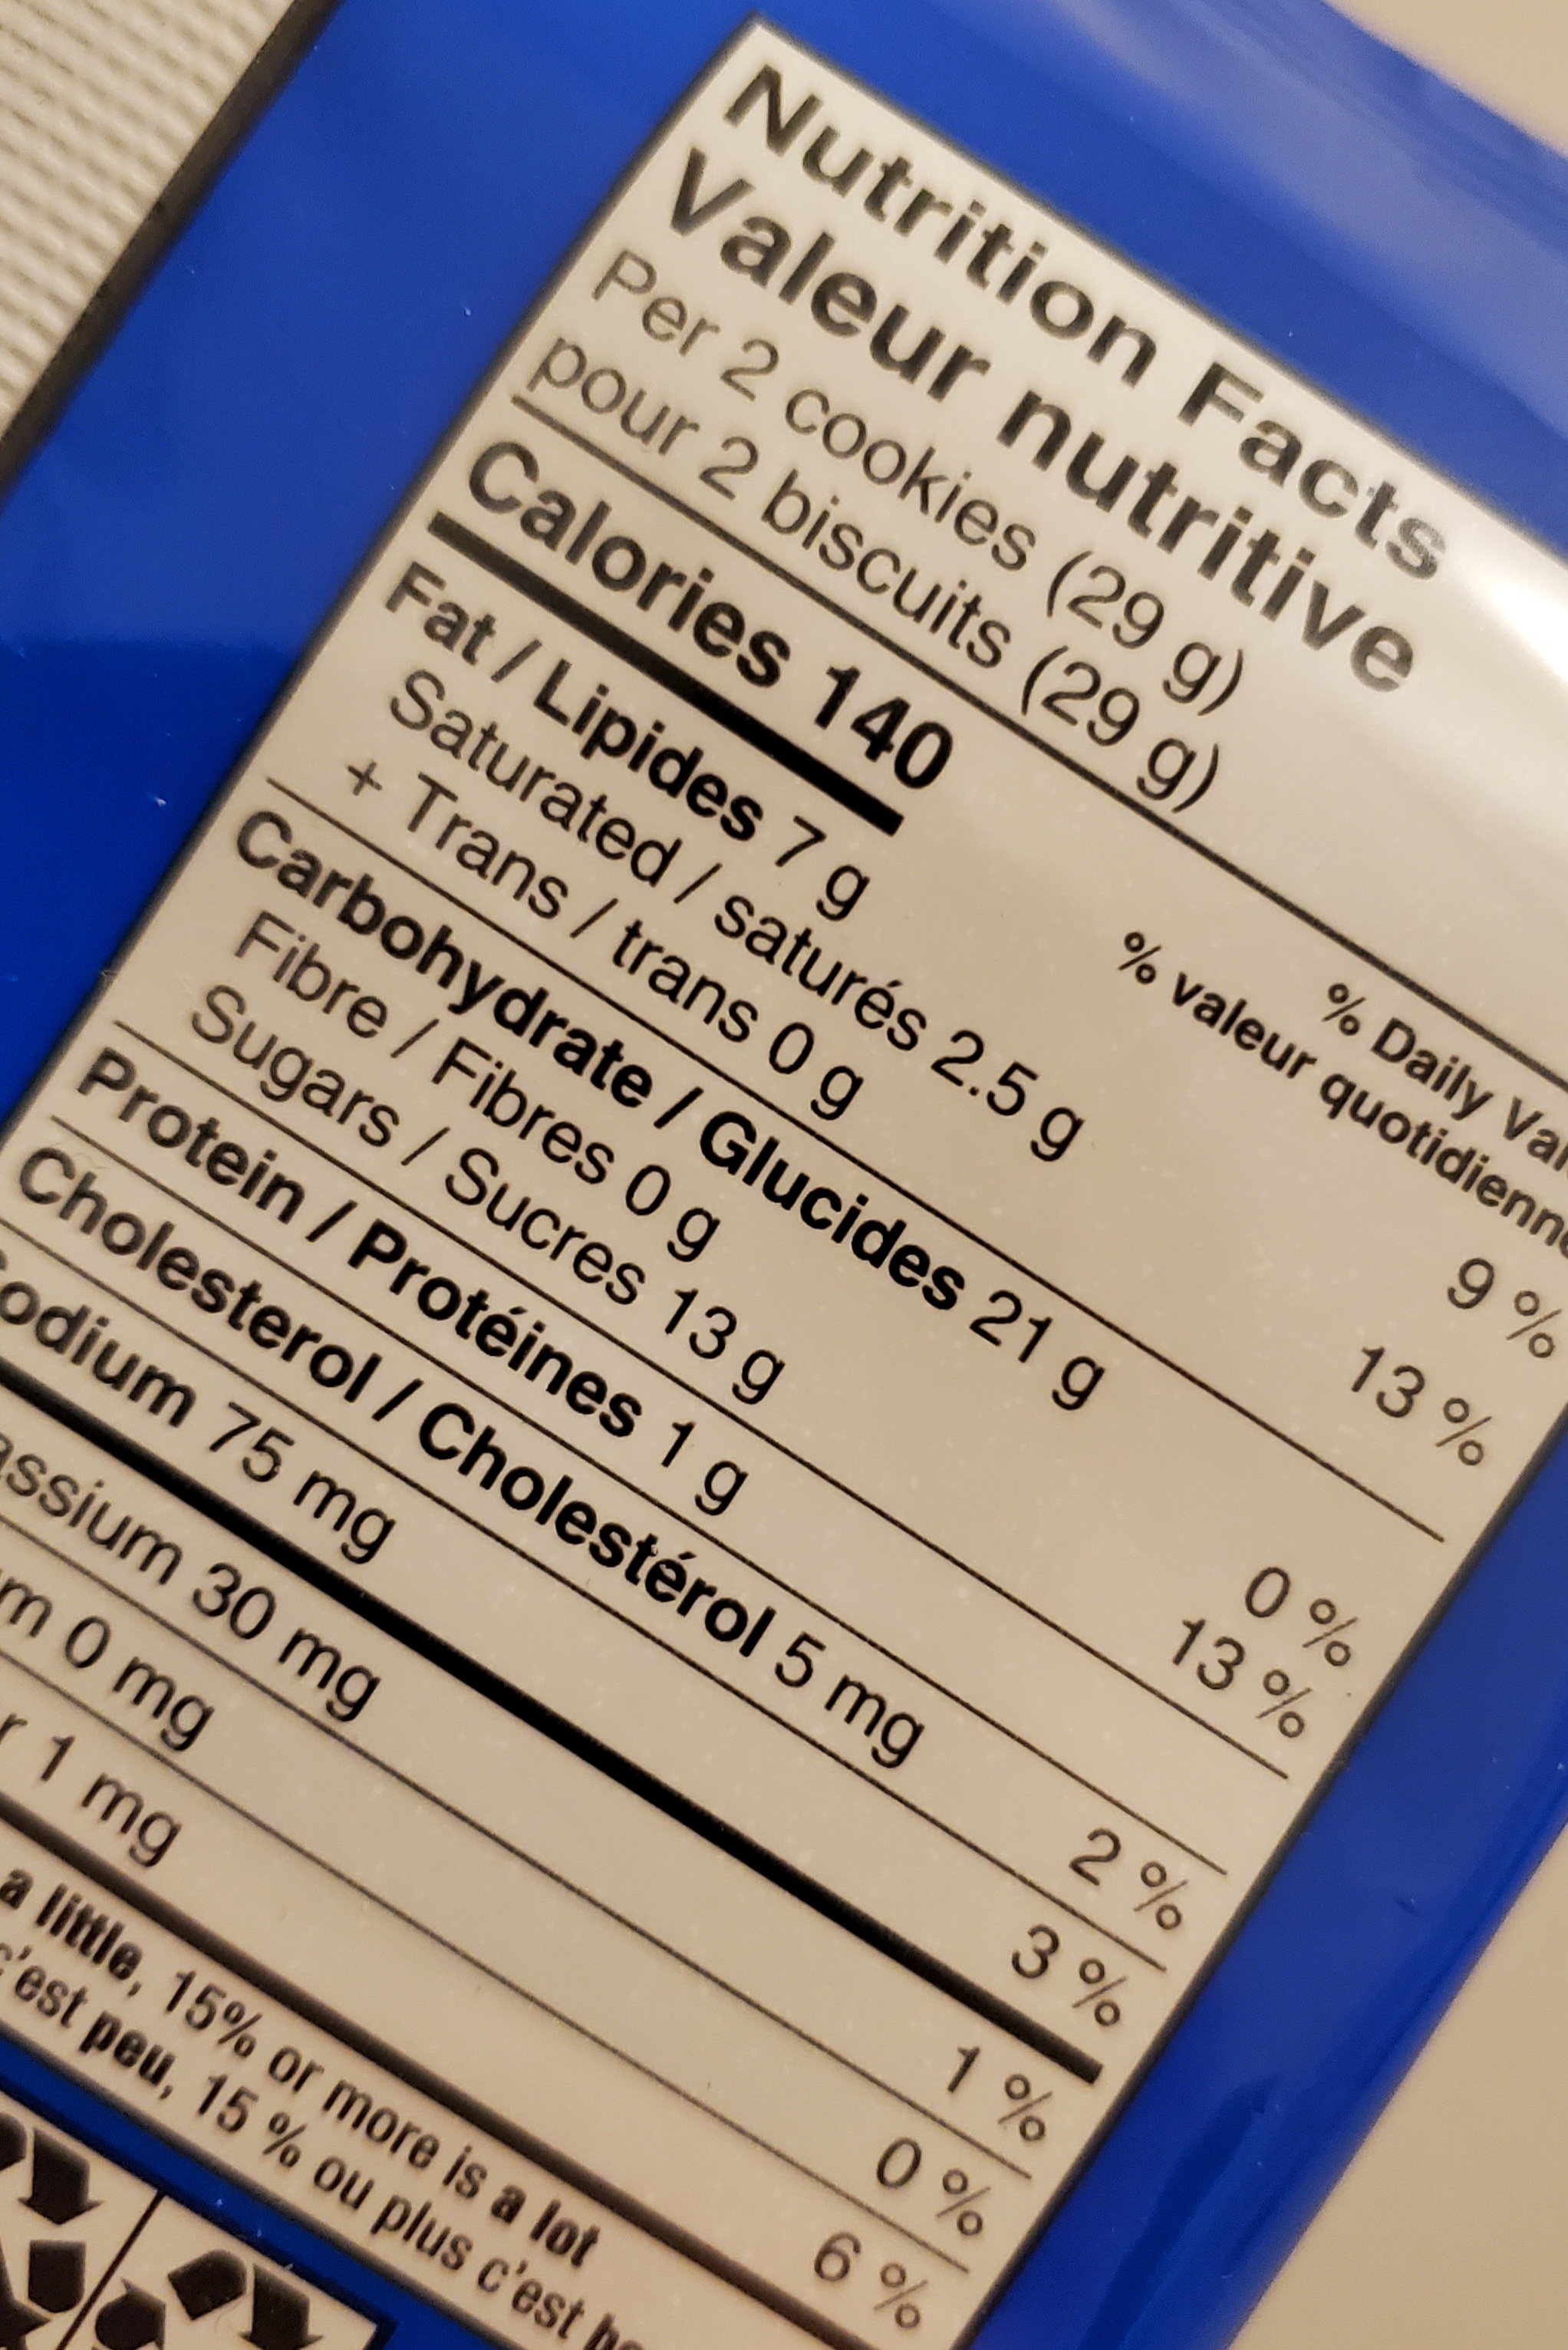 Nutrition Facts
Valeur nutritive
Per 2 cookies (29 g)
pour 2 biscuits (29 g)
Calories 140
% Daily
% valeur quotidienne
Fat / Lipides 7 g 9 %
Saturated / saturés 2.5 g 13 %
+ Trans / trans 0 g
Carbohydrate / Glucides 21 g
Fibre / Fibres 0 g 0 %
Sugars / Sucres 13 g 13 %
Protein / Protéines 1 g
Cholesterol / Cholestérol 5 mg 2 %
odium 75 mg 3 %
assium 30 mg 1 %
m 0 mg 0 %
r 1 mg 6 %
a little, 15% or more is a lot
c'est peu, 15 % ou plus c'est